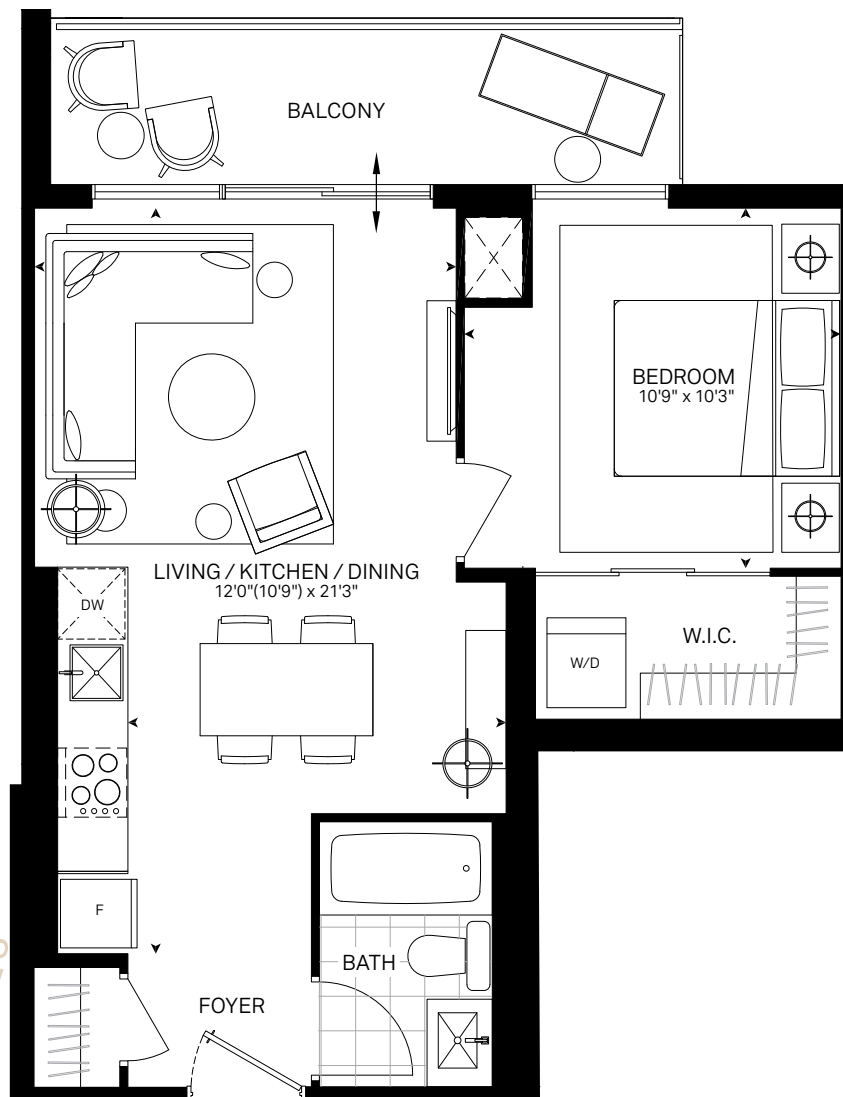 BALCONY
X
BEDROOM
10'9" x 10'3"
LIVING / KITCHEN / DINING
12'0"(10'9") x 21'3"
DW
W.I.C.
W/D
F
BATH
FOYER